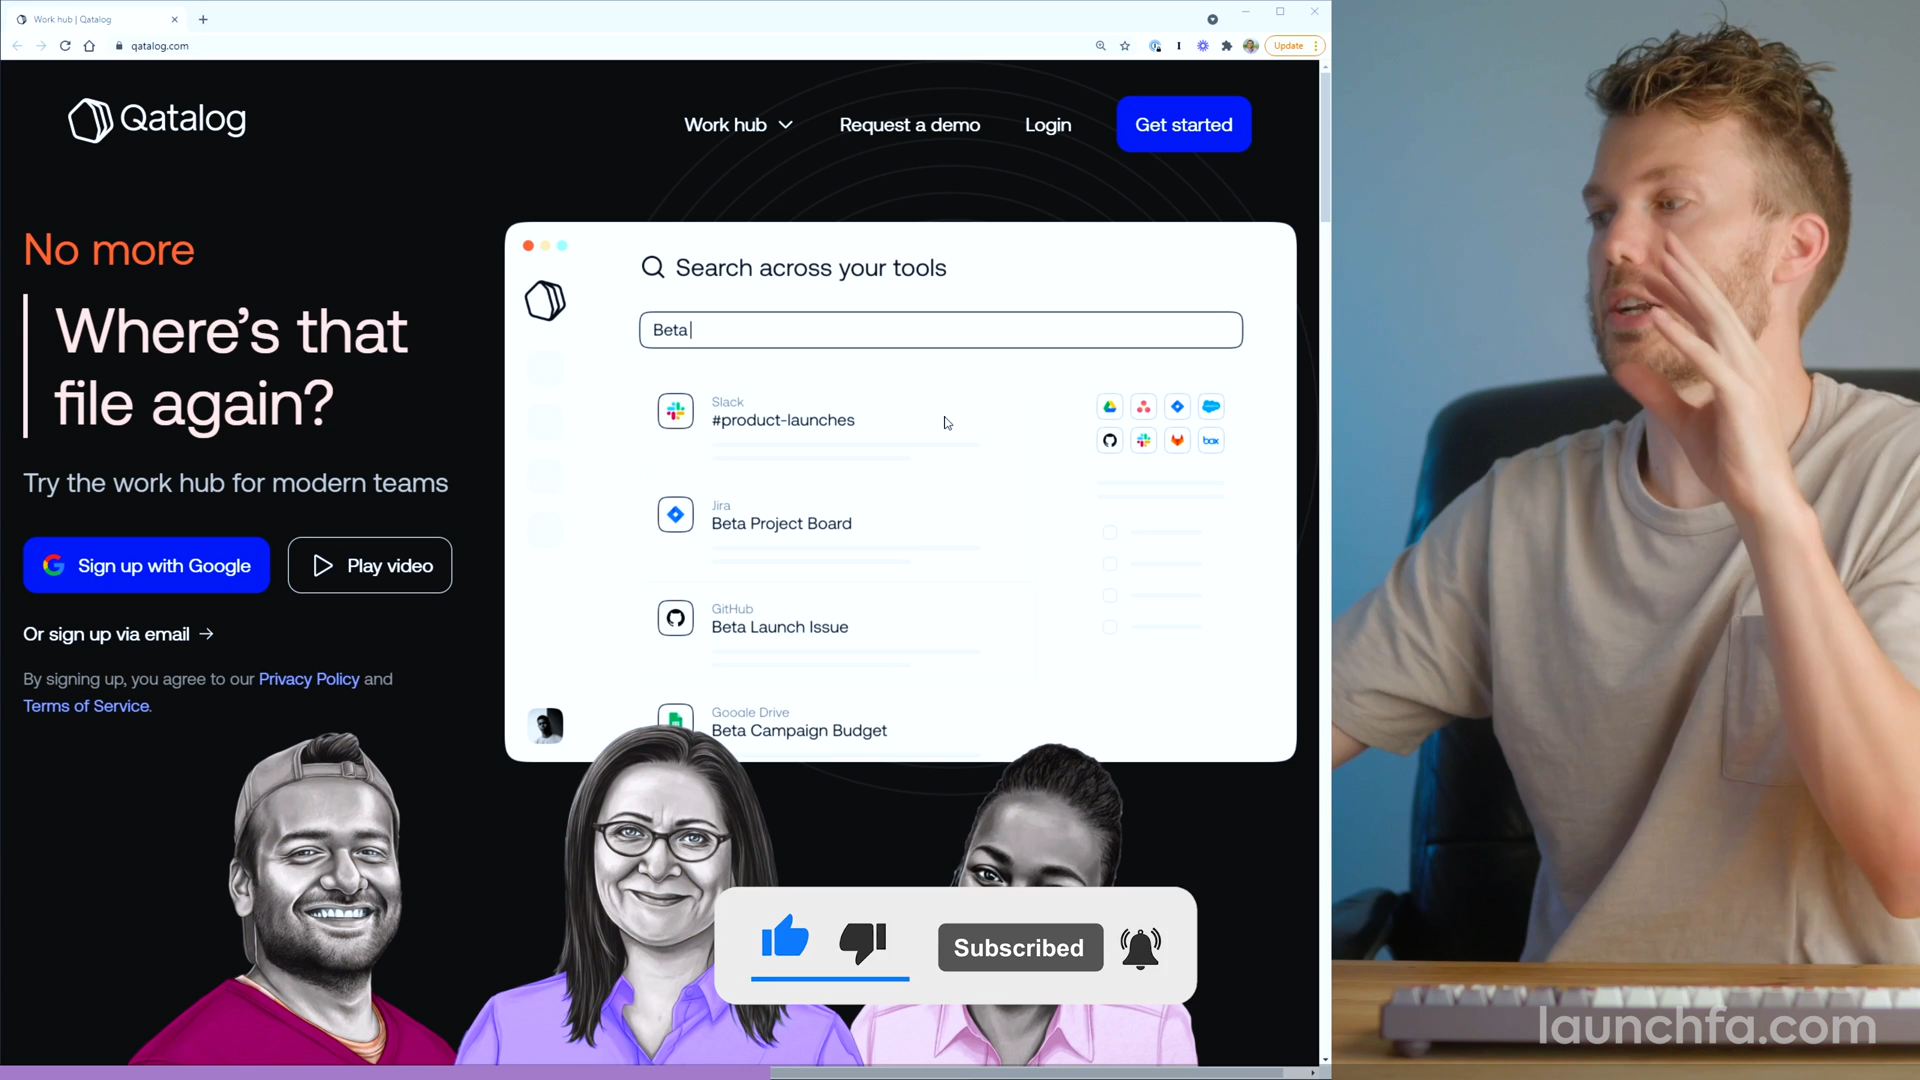 Work hub | Qatalog
qatalog.com
Update
Qatalog
Work hub
Request a demo
Login
Get started
No more
Where's that
file again?
Try the work hub for modern teams
Sign up with Google
Play video
Or sign up via email →
By signing up, you agree to our Privacy Policy and
Terms of Service.
Search across your tools
Beta
Slack
#product-launches
Jira
Beta Project Board
GitHub
Beta Launch Issue
Google Drive
Beta Campaign Budget
box
Subscribed
launchfa.com